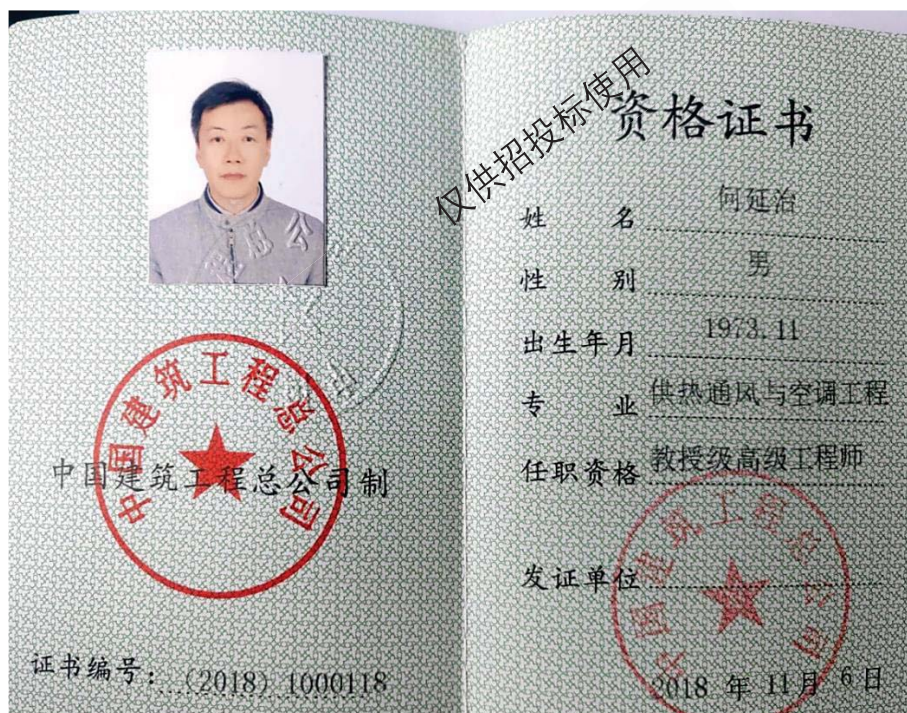 中国建筑工程总公司
中国建筑工程总公司制
证书编号：(2018) 1000118
仅供招投标使用
资格证书
姓名 何延治
性别 男
出生年月 1973.11
专业 供热通风与空调工程
任职资格 教授级高级工程师
发证单位
中国建筑工程总公司
2018 年 11 月 6 日